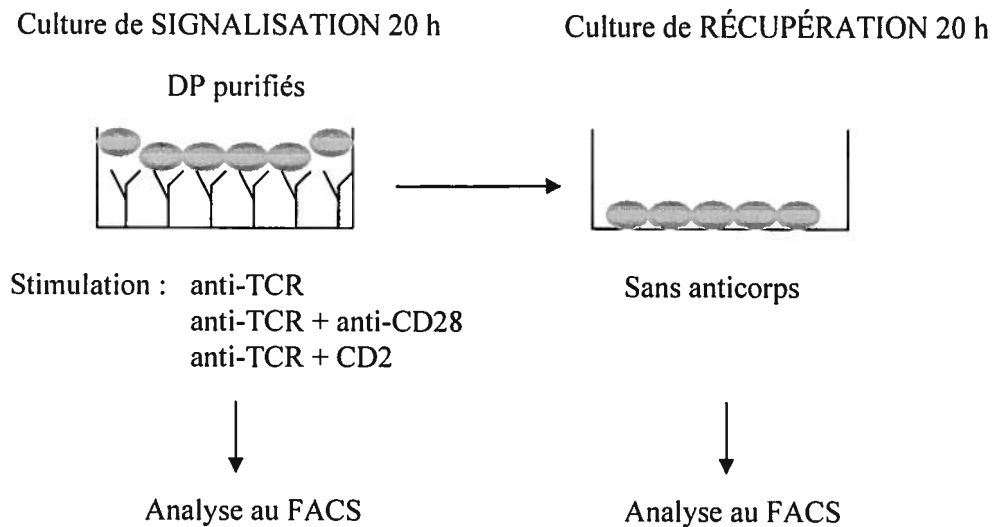 Culture de SIGNALISATION 20 h
Culture de RÉCUPÉRATION 20 h
DP purifiés
Stimulation : anti-TCR
anti-TCR + anti-CD28
anti-TCR + CD2
Sans anticorps
Analyse au FACS
Analyse au FACS